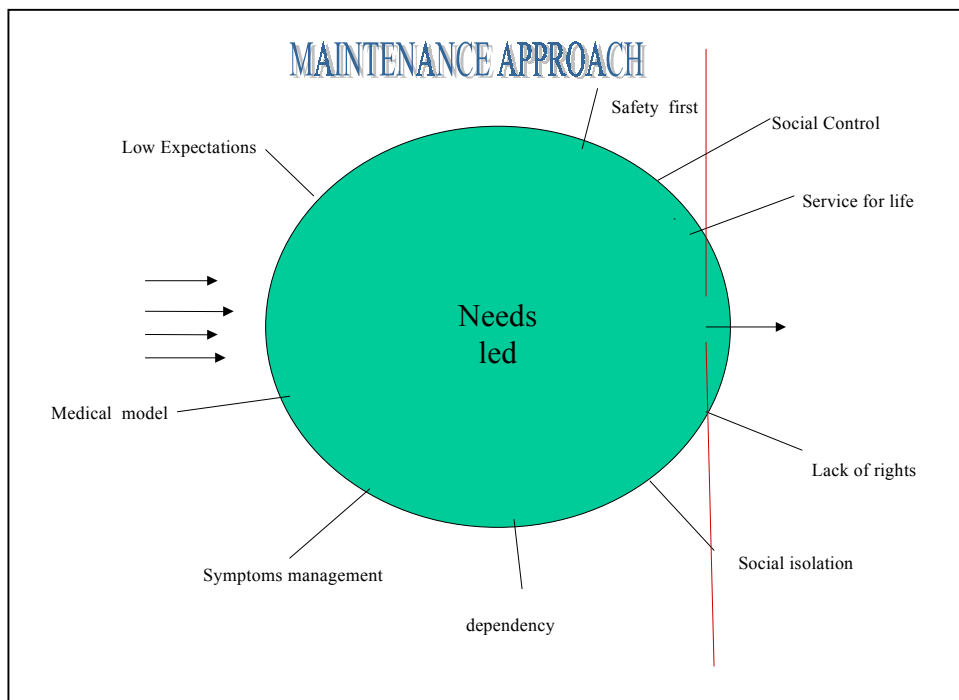 MAINTENANCE APPROACH
Safety first
Social Control
Low Expectations
Service for life
Needs
led
Medical model
Lack of rights
Social isolation
Symptoms management
dependency